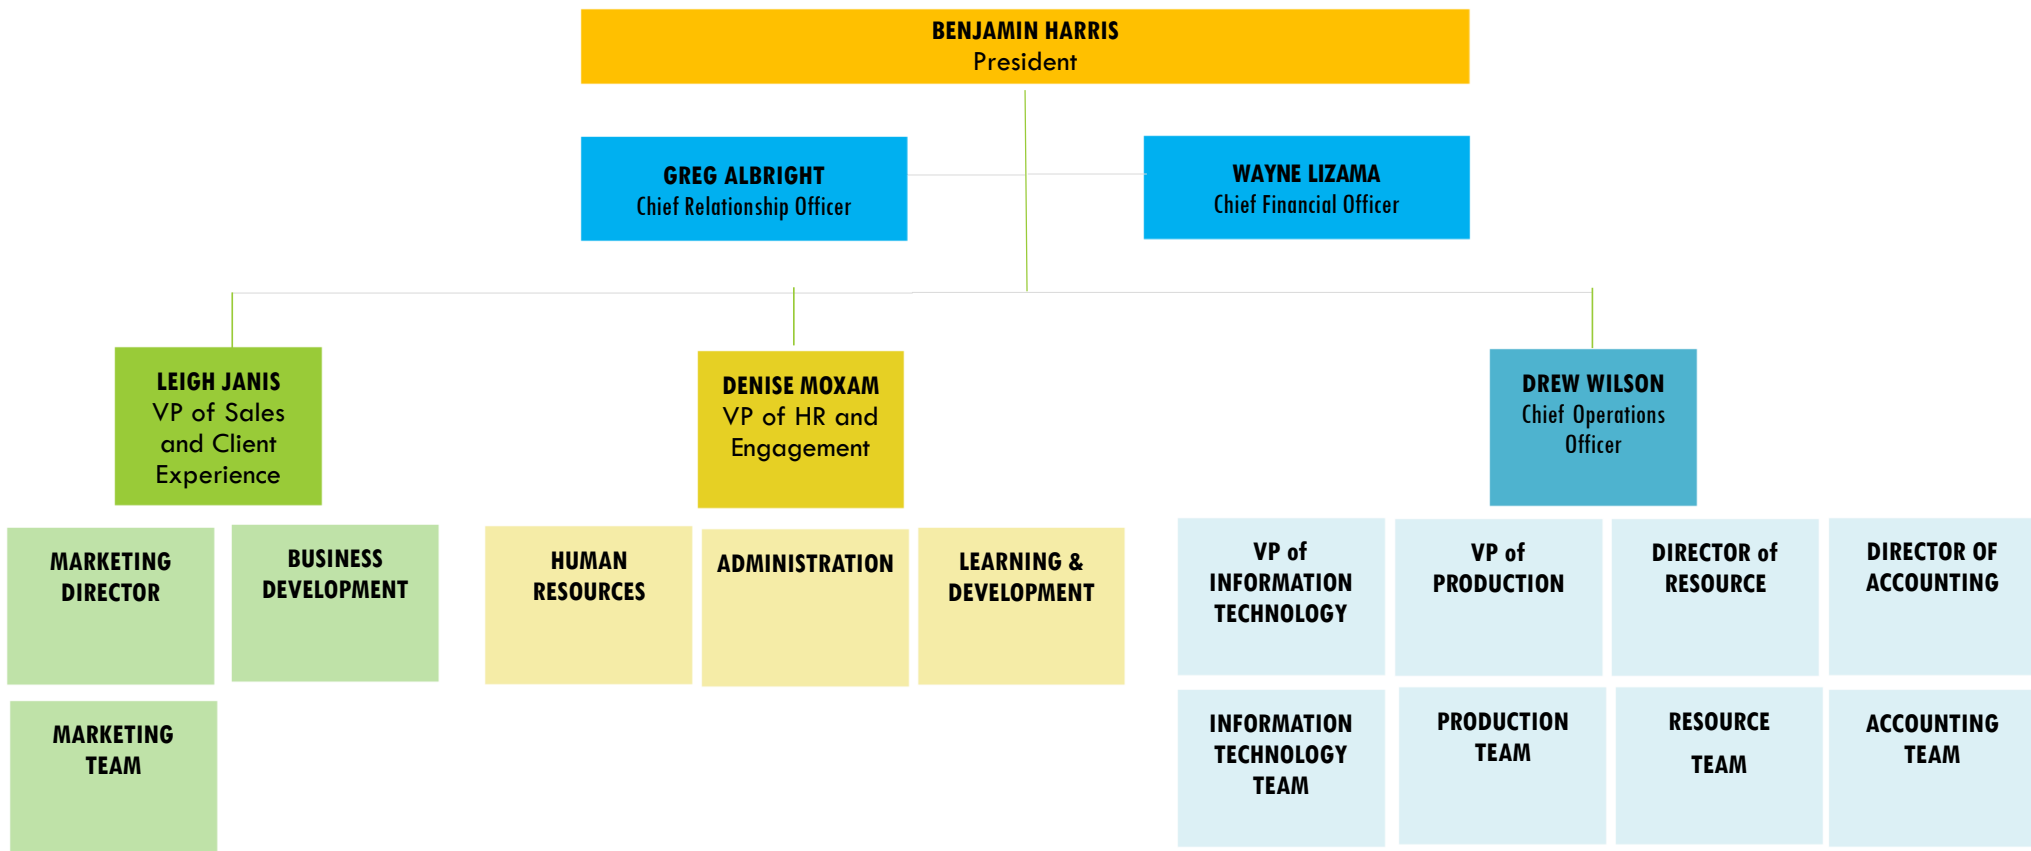 BENJAMIN HARRIS
President
GREG ALBRIGHT
Chief Relationship Officer
WAYNE LIZAMA
Chief Financial Officer
LEIGH JANIS
VP of Sales
and Client
Experience
DENISE MOXAM
VP of HR and
Engagement
DREW WILSON
Chief Operations
Officer
MARKETING
DIRECTOR
BUSINESS
DEVELOPMENT
HUMAN
RESOURCES
ADMINISTRATION
LEARNING &
DEVELOPMENT
VP of
INFORMATION
TECHNOLOGY
VP of
PRODUCTION
DIRECTOR of
RESOURCE
DIRECTOR OF
ACCOUNTING
MARKETING
TEAM
INFORMATION
TECHNOLOGY
TEAM
PRODUCTION
TEAM
RESOURCE
TEAM
ACCOUNTING
TEAM